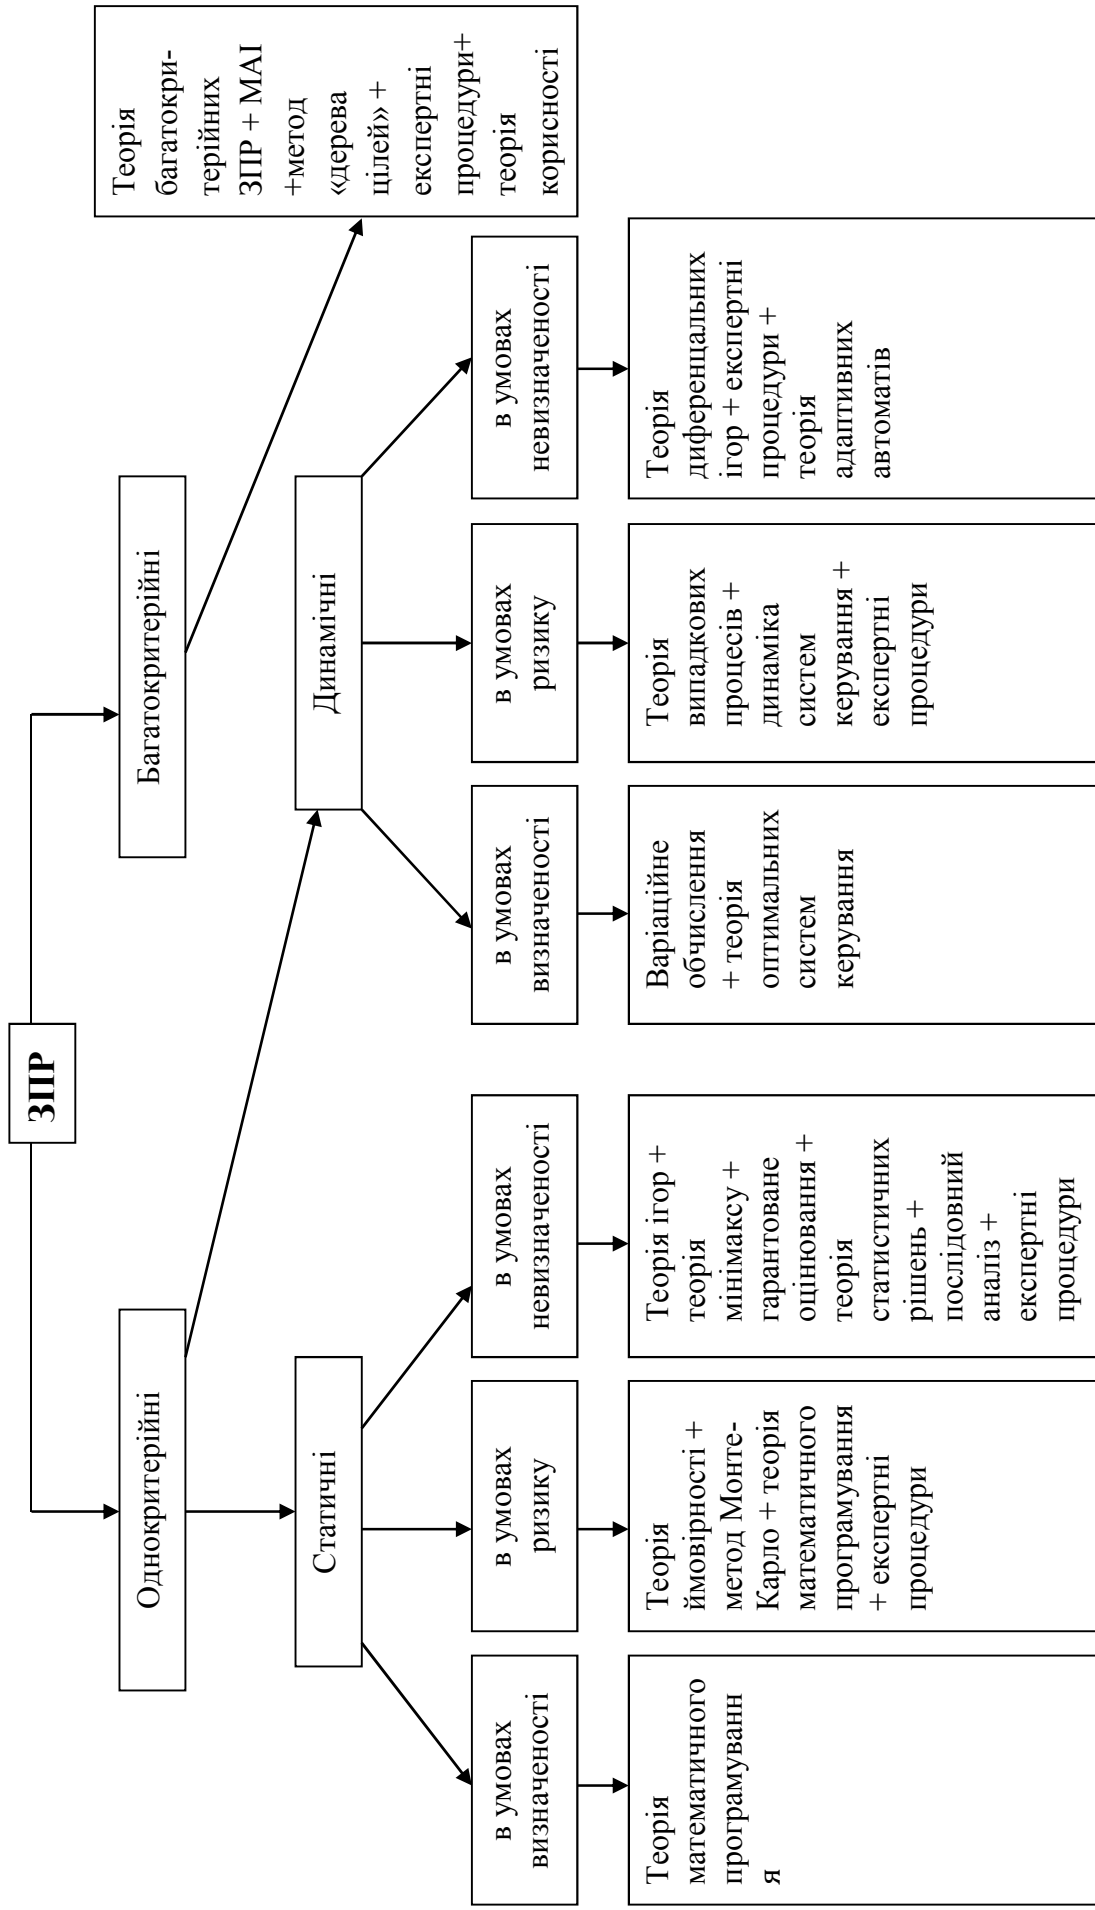 ЗПР
Однокритерійні
Багатокритерійні
Теорія
багатокри-
терійних
ЗПР + МАІ
+метод
«дерева
цілей» +
експертні
процедури+
теорія
корисності
Статичні
Динамічні
в умовах
визначеності
в умовах
ризику
в умовах
невизначеності
в умовах
визначеності
в умовах
ризику
в умовах
невизначеності
Теорія
математичного
програмуванн
я
Теорія
ймовірності +
метод Монте-
Карло + теорія
математичного
програмування
+ експертні
процедури
Теорія ігор +
теорія
мінімаксу +
гарантоване
оцінювання +
теорія
статистичних
рішень +
послідовний
аналіз +
експертні
процедури
Варіаційне
обчислення
+ теорія
оптимальних
систем
керування
Теорія
випадкових
процесів +
динаміка
систем
керування +
експертні
процедури
Теорія
диференцальних
ігор + експертні
процедури +
теорія
адаптивних
автоматів